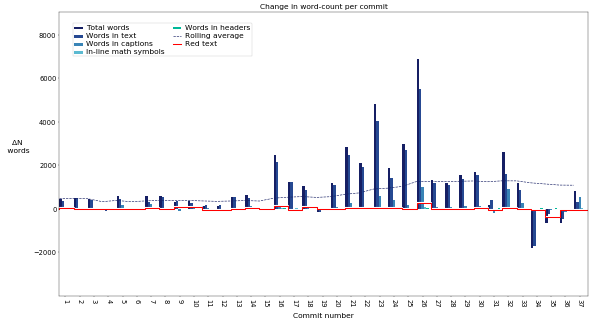 Change in word-count per commit
Total words
Words in text
Words in captions
in-line math symbols
Words in headers
Rolling average
Red text
8000
6000
4000
2000
0
−2000
ΔN
words
1 2 3 4 5 6 7 8 9 10 11 12 13 14 15 16 17 18 19 20 21 22 23 24 25 26 27 28 29 30 31 32 33 34 35 36 37
Commit number